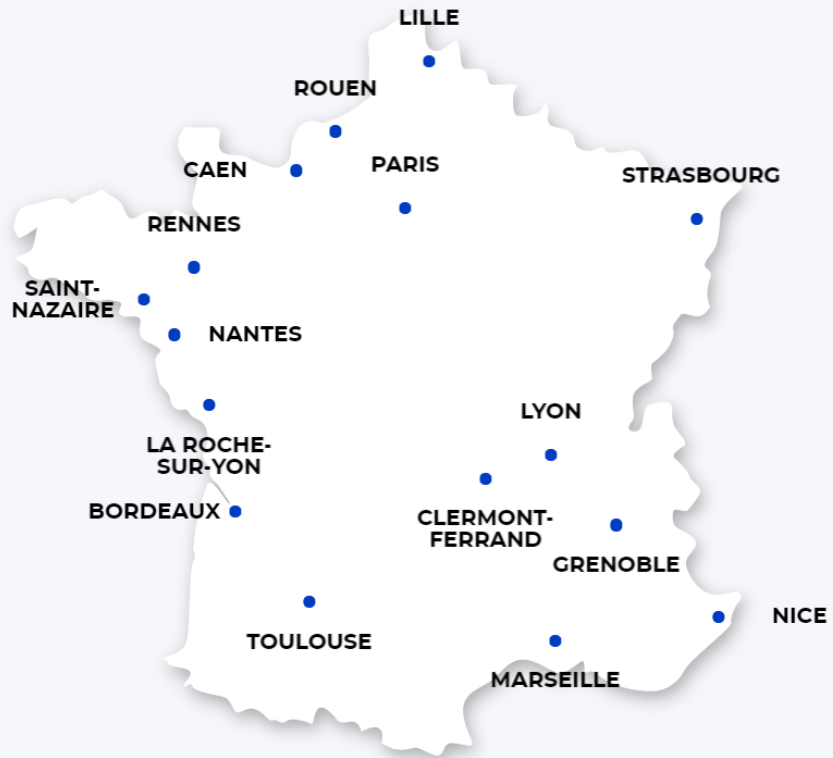 LILLE
ROUEN
PARIS
CAEN
STRASBOURG
RENNES
SAINT-
NAZAIRE
NANTES
LYON
LA ROCHE-
SUR-YON
BORDEAUX
CLERMONT-
FERRAND
GRENOBLE
NICE
TOULOUSE
MARSEILLE